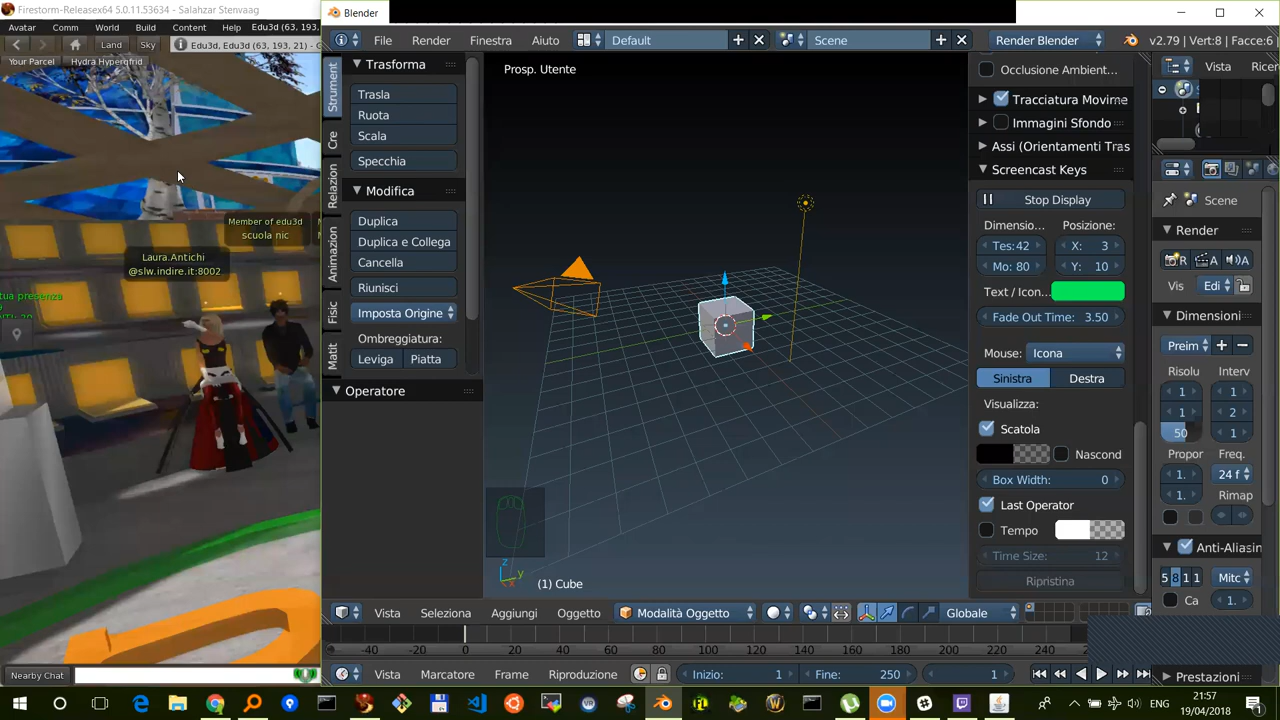 Firestorm-Releasex64 5.0.11.53634 - Salahzar Stenvaag
Avatar Comm World Build Content Help Edu3d (63, 193,
Land Sky Edu3d, Edu3d (63, 193, 21) - G
Your Parcel Hydra Hypergrid
Member of edu3d
scuola nic
Laura.Antichi
@slw.indire.it:8002
tua presenza
Nearby Chat
Blender
File Render Finestra Aiuto Default Scene Render Blender v2.79 | Vert:8 | Facce:6
Strument
Cre
Relazion
Animazion
Fisic
Matit
Trasforma
Trasla
Ruota
Scala
Specchia
Modifica
Duplica
Duplica e Collega
Cancella
Riunisci
Imposta Origine
Ombreggiatura:
Leviga Piatta
Operatore
Prosp. Utente
z
y
x
(1) Cube
Occlusione Ambient...
Tracciatura Movime
Immagini Sfondo
Assi (Orientamenti Tras
Screencast Keys
Stop Display
Dimensio... Posizione:
Tes:42 X: 3
Mo: 80 Y: 10
Text / Icon...
Fade Out Time: 3.50
Mouse: Icona
Sinistra Destra
Visualizza:
Scatola
Nascond
Box Width: 0
Last Operator
Tempo
Time Size: 12
Ripristina
Vista Ricer
Scene
Render
R A
Vis Edi
Dimensioni
Preim
Risolu Interv
1 1
1 2
50 1
Propor Freq.
1. 24 f
1. Rimap
Anti-Aliasin
5 8 1 1 Mitc
Ca 1.
Prestazioni
Vista Seleziona Aggiungi Oggetto Modalità Oggetto Globale
-40 -20 0 20 40 60 80 100 120 140 160 180 200 220 240 26
Vista Marcatore Frame Riproduzione Inizio: 1 Fine: 250 1
ENG
21:57
19/04/2018